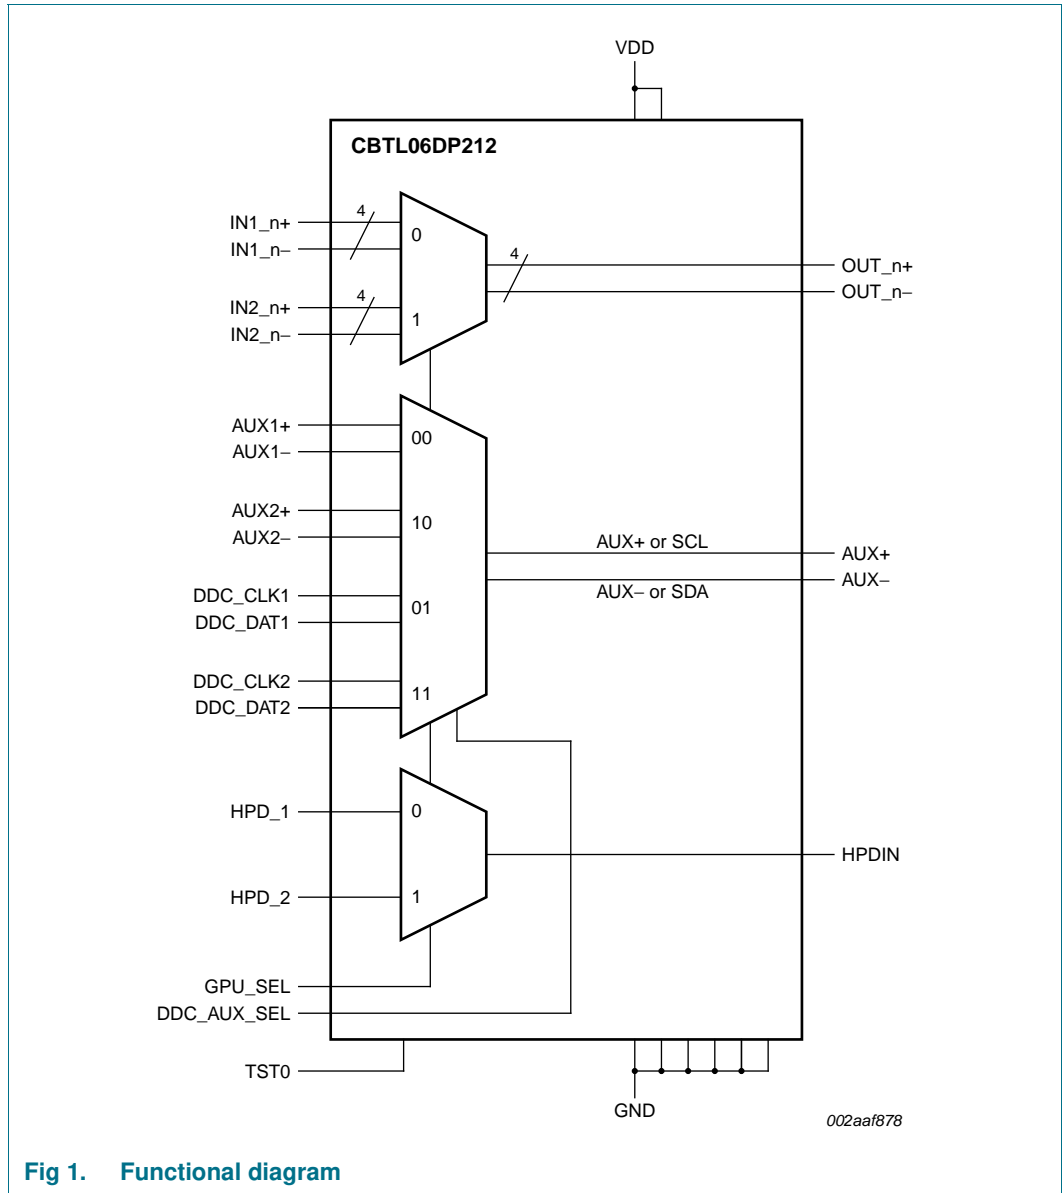 VDD
CBTL06DP212
IN1_n+
IN1_n−
4
0
IN2_n+
IN2_n−
4
1
4
OUT_n+
OUT_n−
AUX1+
AUX1−
00
AUX2+
AUX2−
10
AUX+ or SCL
AUX− or SDA
AUX+
AUX−
DDC_CLK1
DDC_DAT1
01
DDC_CLK2
DDC_DAT2
11
HPD_1
0
HPDIN
HPD_2
1
GPU_SEL
DDC_AUX_SEL
TST0
GND
002aaf878
Fig 1. Functional diagram